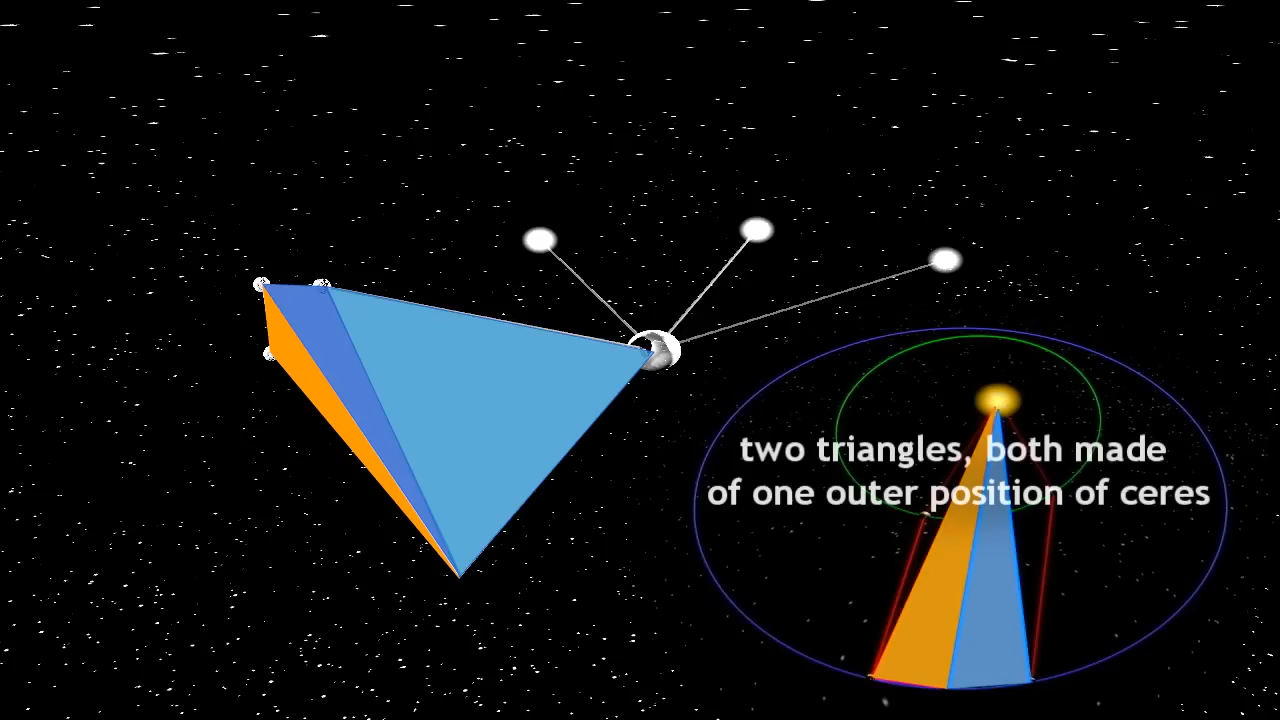 two triangles, both made
of one outer position of ceres